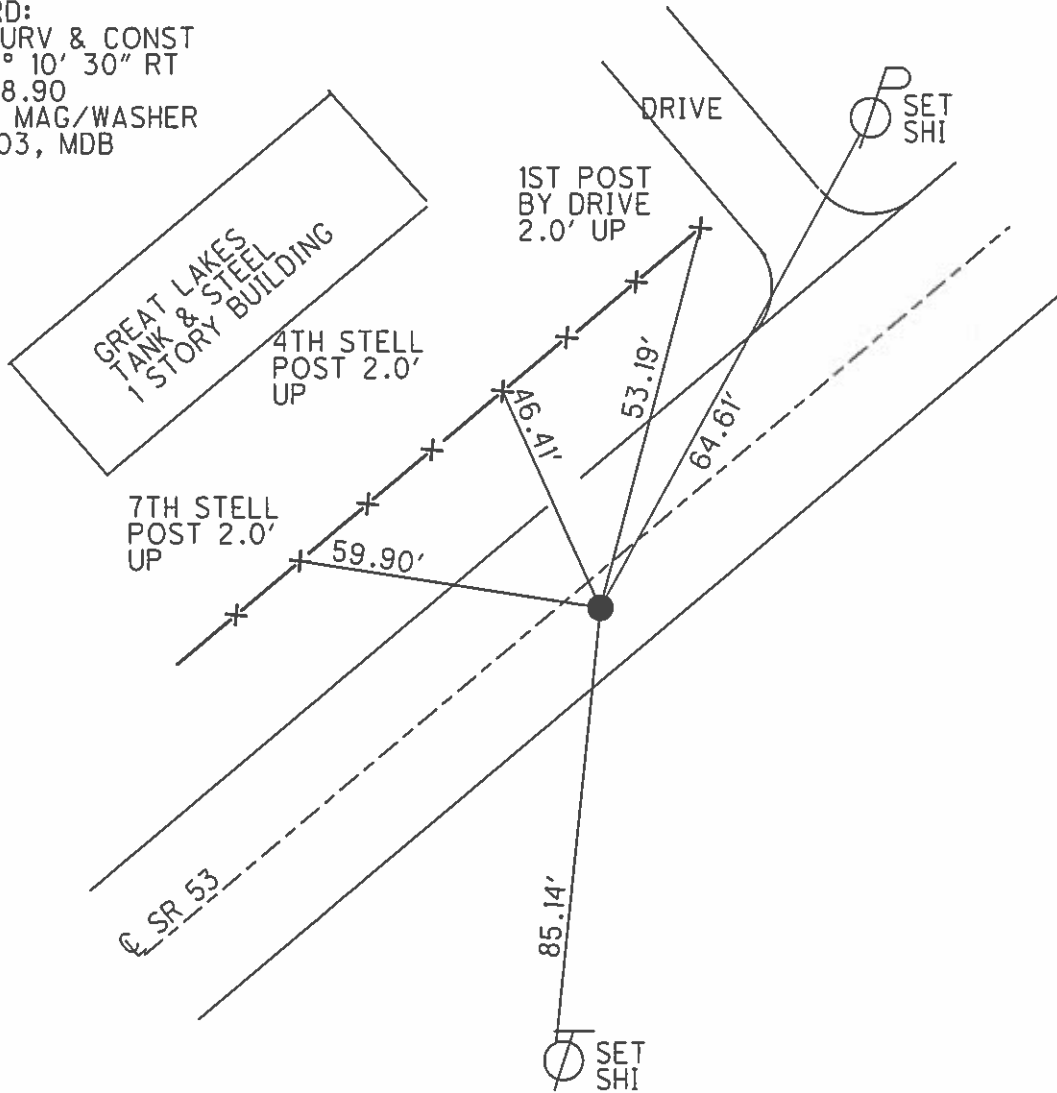 RD:
URV & CONST
° 10' 30" RT
8.90
MAG/WASHER
03, MDB
DRIVE
SET
SHI
1ST POST
BY DRIVE
2.0' UP
GREAT LAKES
TANK & STEEL
1 STORY BUILDING
4TH STELL
POST 2.0'
UP
46.41'
53.19'
64.61'
7TH STELL
POST 2.0'
UP
59.90'
℄ SR 53
85.14'
SET
SHI